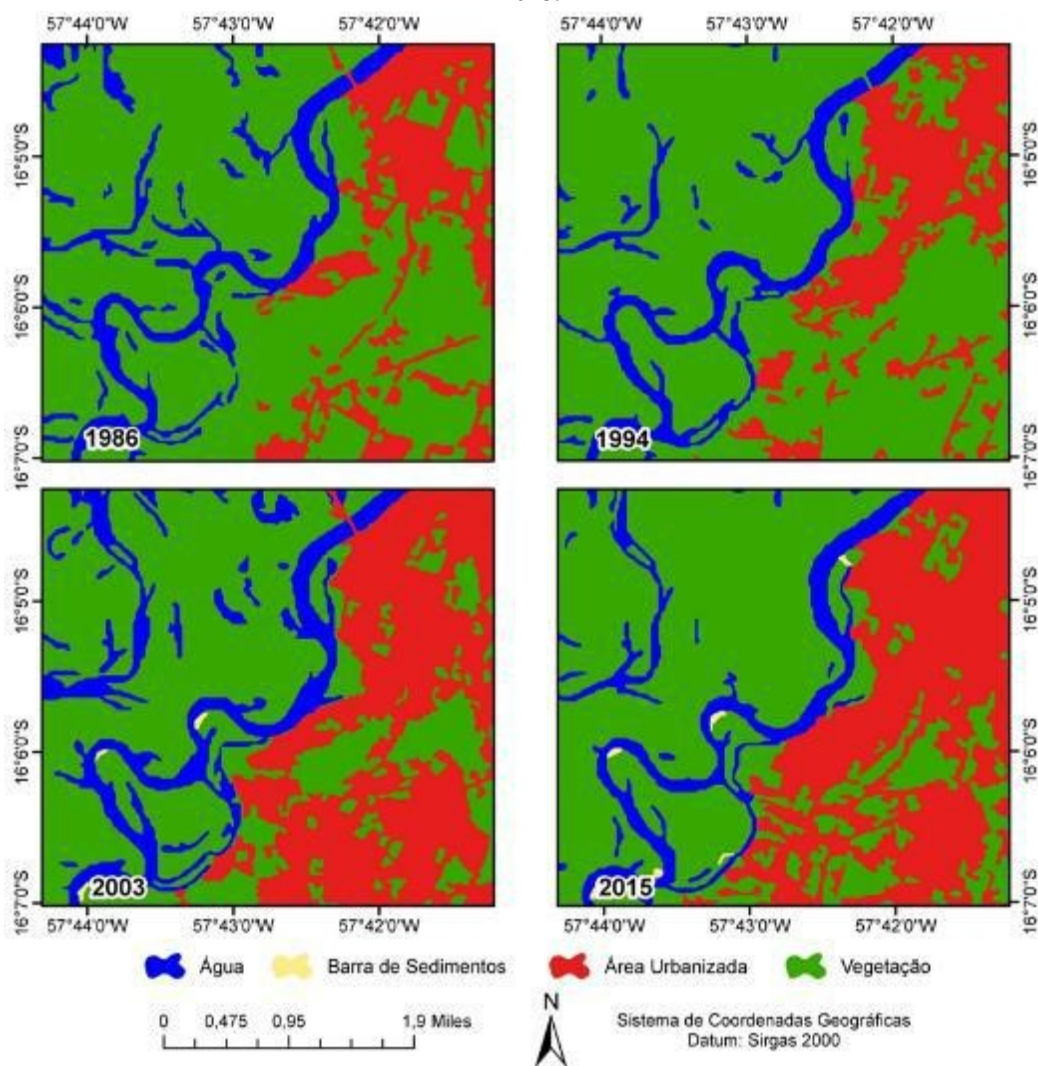 57°44'0"W 57°43'0"W 57°42'0"W 57°44'0"W 57°43'0"W 57°42'0"W
16°5'0"S
16°6'0"S
16°7'0"S
1986
16°5'0"S
16°6'0"S
16°7'0"S
1994
16°5'0"S
16°6'0"S
16°7'0"S
2003
57°44'0"W 57°43'0"W 57°42'0"W
16°5'0"S
16°6'0"S
16°7'0"S
2015
57°44'0"W 57°43'0"W 57°42'0"W
Água Barra de Sedimentos Área Urbanizada Vegetação
0 0,475 0,95 1,9 Miles
N
Sistema de Coordenadas Geográficas
Datum: Sirgas 2000